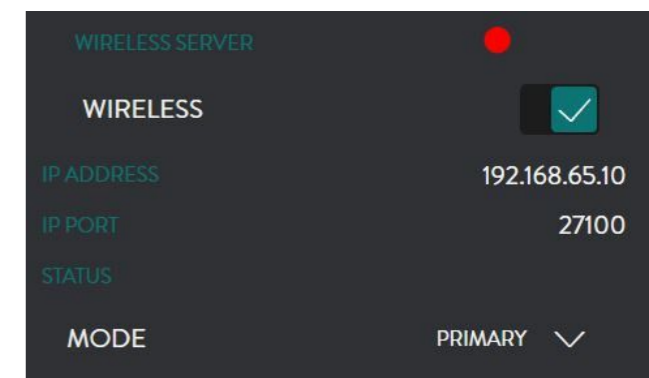 WIRELESS SERVER
WIRELESS
IP ADDRESS 192.168.65.10
IP PORT 27100
STATUS
MODE PRIMARY